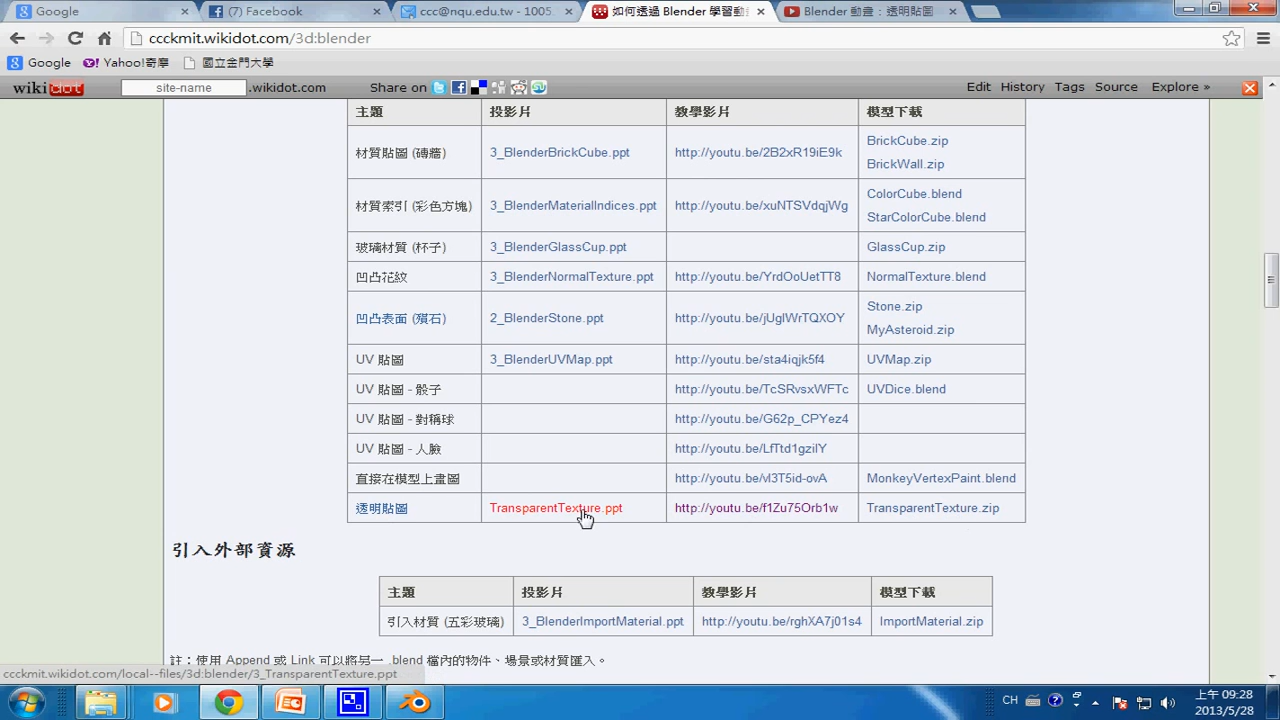 Google
(7) Facebook
ccc@nqu.edu.tw - 1005
如何透過 Blender 學習動
Blender 動畫：透明貼圖
ccckmit.wikidot.com/3d:blender
Google
Yahoo!奇摩
國立金門大學
wikidot
site-name
.wikidot.com
Share on
Edit History Tags Source Explore »
主題 投影片 教學影片 模型下載
材質貼圖 (磚牆) 3_BlenderBrickCube.ppt http://youtu.be/2B2xR19iE9k BrickCube.zip
BrickWall.zip
材質索引 (彩色方塊) 3_BlenderMaterialIndices.ppt http://youtu.be/xuNTSVdqjWg ColorCube.blend
StarColorCube.blend
玻璃材質 (杯子) 3_BlenderGlassCup.ppt GlassCup.zip
凹凸花紋 3_BlenderNormalTexture.ppt http://youtu.be/YrdOoUetTT8 NormalTexture.blend
凹凸表面 (隕石) 2_BlenderStone.ppt http://youtu.be/jUglWrTQXOY Stone.zip
MyAsteroid.zip
UV 貼圖 3_BlenderUVMap.ppt http://youtu.be/sta4iqjk5f4 UVMap.zip
UV 貼圖 - 骰子 http://youtu.be/TcSRvsxWFTc UVDice.blend
UV 貼圖 - 對稱球 http://youtu.be/G62p_CPYez4
UV 貼圖 - 人臉 http://youtu.be/LfTtd1gziIY
直接在模型上畫圖 http://youtu.be/vl3T5id-ovA MonkeyVertexPaint.blend
透明貼圖 TransparentTexture.ppt http://youtu.be/f1Zu75Orb1w TransparentTexture.zip
引入外部資源
主題 投影片 教學影片 模型下載
引入材質 (五彩玻璃) 3_BlenderImportMaterial.ppt http://youtu.be/rghXA7j01s4 ImportMaterial.zip
註：使用 Append 或 Link 可以將另一 .blend 檔內的物件、場景或材質匯入。
ccckmit.wikidot.com/local--files/3d:blender/3_TransparentTexture.ppt
CH
上午 09:28
2013/5/28